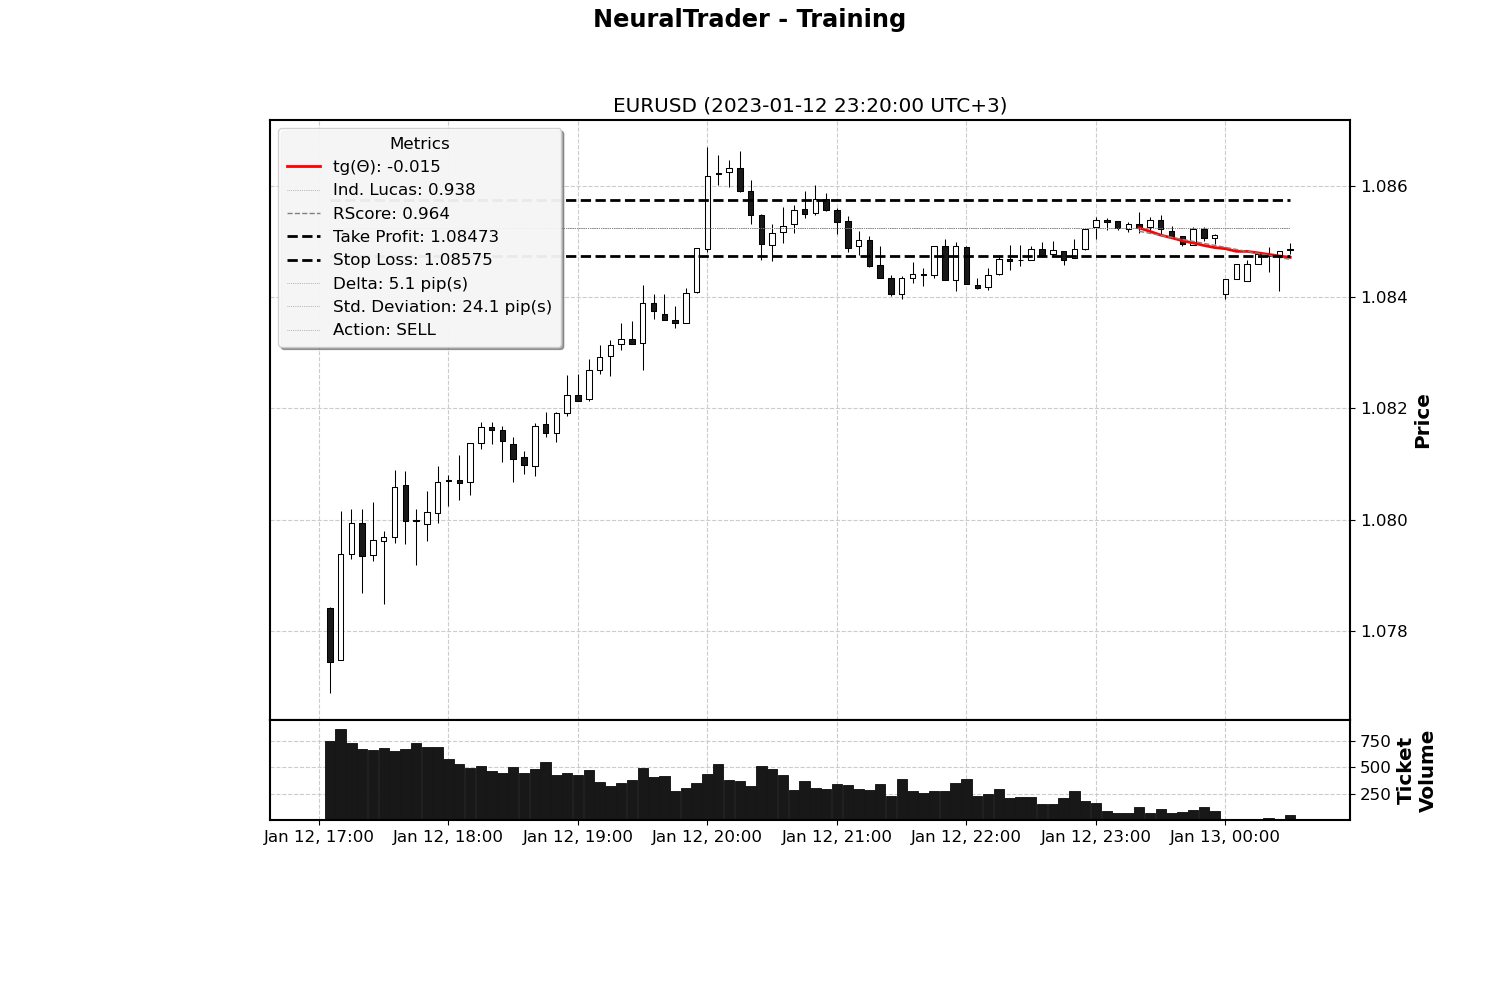 NeuralTrader - Training
EURUSD (2023-01-12 23:20:00 UTC+3)
Metrics
tg(Θ): -0.015
Ind. Lucas: 0.938
RScore: 0.964
Take Profit: 1.08473
Stop Loss: 1.08575
Delta: 5.1 pip(s)
Std. Deviation: 24.1 pip(s)
Action: SELL
1.086
1.084
1.082
1.080
1.078
Price
750
500
250
Ticket
Volume
Jan 12, 17:00
Jan 12, 18:00
Jan 12, 19:00
Jan 12, 20:00
Jan 12, 21:00
Jan 12, 22:00
Jan 12, 23:00
Jan 13, 00:00